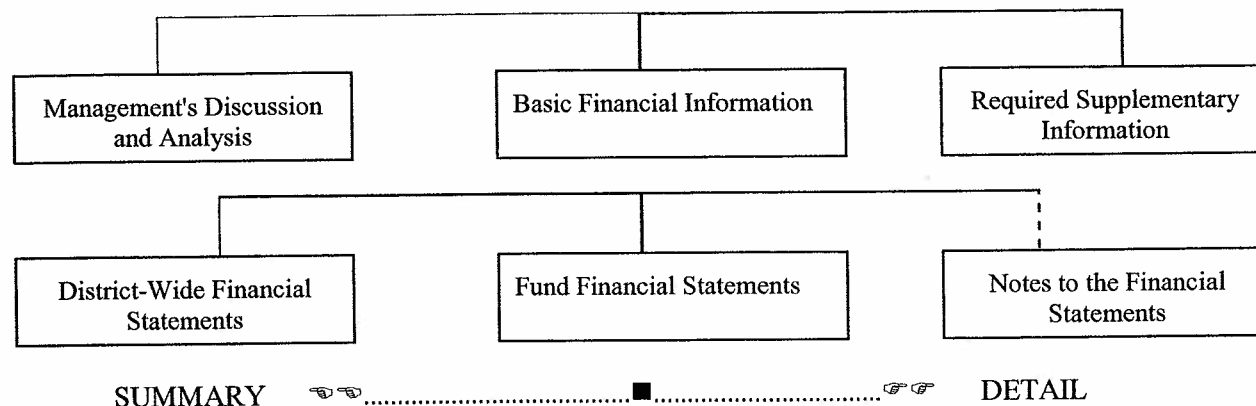 Management's Discussion
and Analysis
Basic Financial Information
Required Supplementary
Information
District-Wide Financial
Statements
Fund Financial Statements
Notes to the Financial
Statements
SUMMARY ☜☜..............................■..........................☞☞ DETAIL